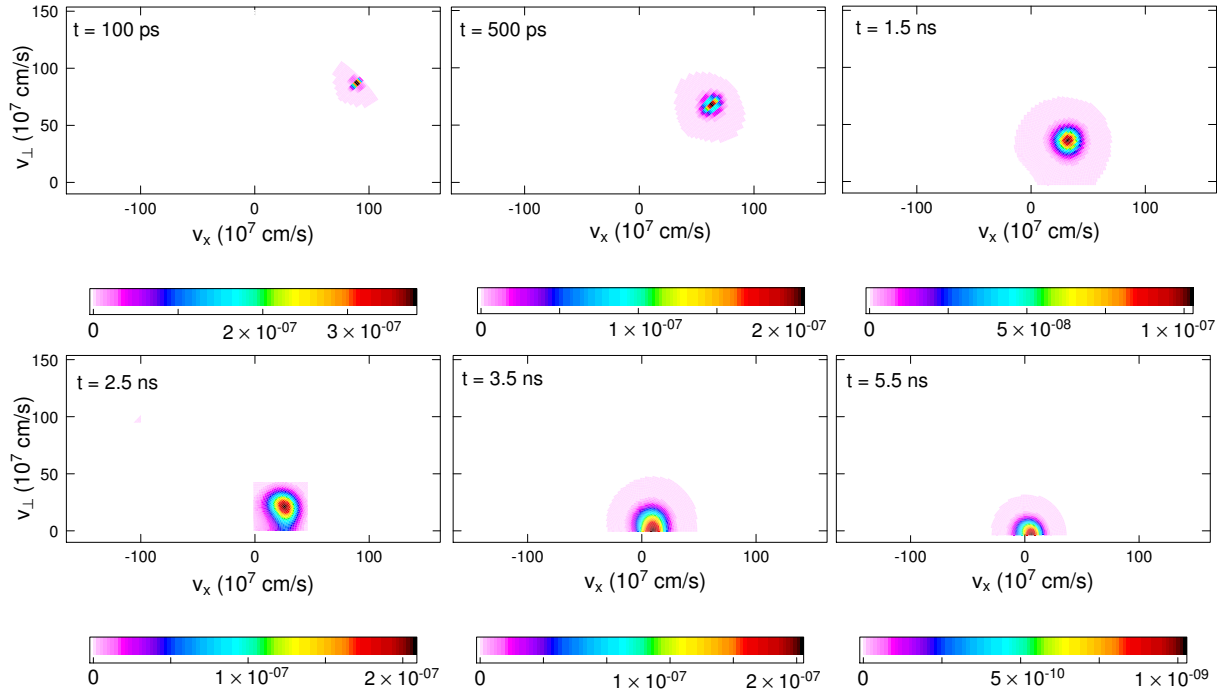 150
100
50
0
v⊥ (10⁷ cm/s)
t = 100 ps
-100 0 100
vₓ (10⁷ cm/s)
t = 500 ps
-100 0 100
vₓ (10⁷ cm/s)
t = 1.5 ns
-100 0 100
vₓ (10⁷ cm/s)
0 2×10⁻⁰⁷ 3×10⁻⁰⁷
0 1×10⁻⁰⁷ 2×10⁻⁰⁷
0 5×10⁻⁰⁸ 1×10⁻⁰⁷
150
100
50
0
v⊥ (10⁷ cm/s)
t = 2.5 ns
-100 0 100
vₓ (10⁷ cm/s)
t = 3.5 ns
-100 0 100
vₓ (10⁷ cm/s)
t = 5.5 ns
-100 0 100
vₓ (10⁷ cm/s)
0 1×10⁻⁰⁷ 2×10⁻⁰⁷
0 1×10⁻⁰⁷ 2×10⁻⁰⁷
0 5×10⁻¹⁰ 1×10⁻⁰⁹